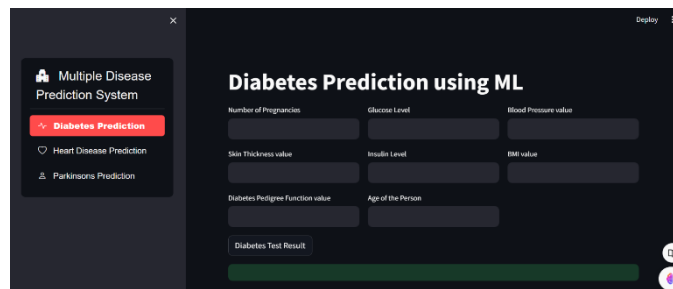 Deploy
Multiple Disease
Prediction System
Diabetes Prediction
Heart Disease Prediction
Parkinsons Prediction
Diabetes Prediction using ML
Number of Pregnancies
Glucose Level
Blood Pressure value
Skin Thickness value
Insulin Level
BMI value
Diabetes Pedigree Function value
Age of the Person
Diabetes Test Result